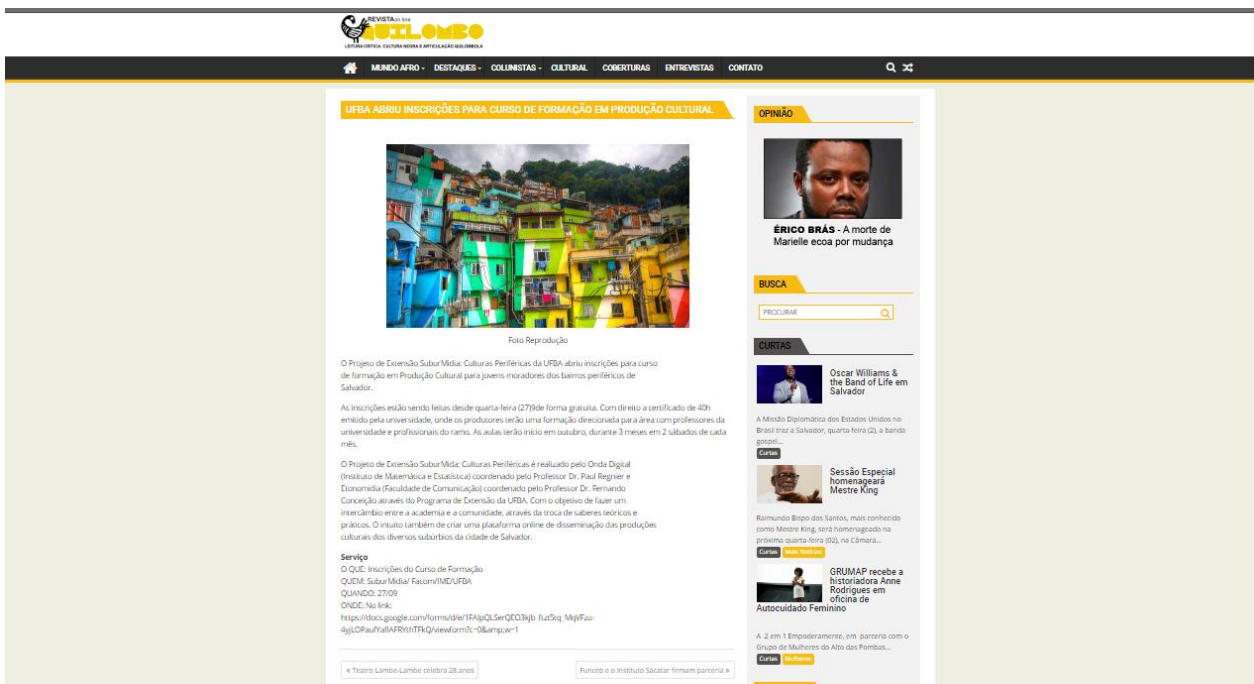 REVISTA on line
QUILOMBO
LEITURA CRÍTICA, CULTURA NEGRA E ARTICULAÇÃO QUILOMBOLA
MUNDO AFRO DESTAQUES COLUNISTAS CULTURAL COBERTURAS ENTREVISTAS CONTATO
UFBA ABRIU INSCRIÇÕES PARA CURSO DE FORMAÇÃO EM PRODUÇÃO CULTURAL
Foto Reprodução
O Projeto de Extensão SuburMidia: Culturas Periféricas da UFBA abriu inscrições para curso
de formação em Produção Cultural para jovens moradores dos bairros periféricos de
Salvador.
As inscrições estão sendo feitas desde quarta-feira (27)9de forma gratuita. Com direito a certificado de 40h
emitido pela universidade, onde os produtores terão uma formação direcionada para área com professores da
universidade e profissionais do ramo. As aulas terão início em outubro, durante 3 meses em 2 sábados de cada
mês.
O Projeto de Extensão SuburMidia: Culturas Periféricas é realizado pelo Onda Digital
(Instituto de Matemática e Estatística) coordenado pelo Professor Dr. Paul Regnier e
Etnomidia (Faculdade de Comunicação) coordenado pelo Professor Dr. Fernando
Conceição através do Programa de Extensão da UFBA. Com o objetivo de fazer um
intercâmbio entre a academia e a comunidade, através da troca de saberes teóricos e
práticos. O intuito também de criar uma plataforma online de disseminação das produções
culturais dos diversos subúrbios da cidade de Salvador.
Serviço
O QUE: Inscrições do Curso de Formação
QUEM: SuburMidia/ Facom/IME/UFBA
QUANDO: 27/09
ONDE: No link:
« Teatro Lambe-Lambe celebra 28 anos
Funceb e o Instituto Sacatar firmam parceria »
OPINIÃO
ÉRICO BRÁS - A morte de
Marielle ecoa por mudança
BUSCA
PROCURAR
CURTAS
Oscar Williams &
the Band of Life em
Salvador
A Missão Diplomática dos Estados Unidos no
Brasil traz a Salvador, quarta-feira (2), a banda
gospel...
Curtas
Sessão Especial
homenageará
Mestre King
Raimundo Bispo dos Santos, mais conhecido
como Mestre King, será homenageado na
próxima quarta-feira (02), na Câmara...
Curtas Mais Notícias
GRUMAP recebe a
historiadora Anne
Rodrigues em
oficina de
Autocuidado Feminino
A 2 em 1 Empoderamente, em parceria com o
Grupo de Mulheres do Alto das Pombas...
Curtas Mulheres